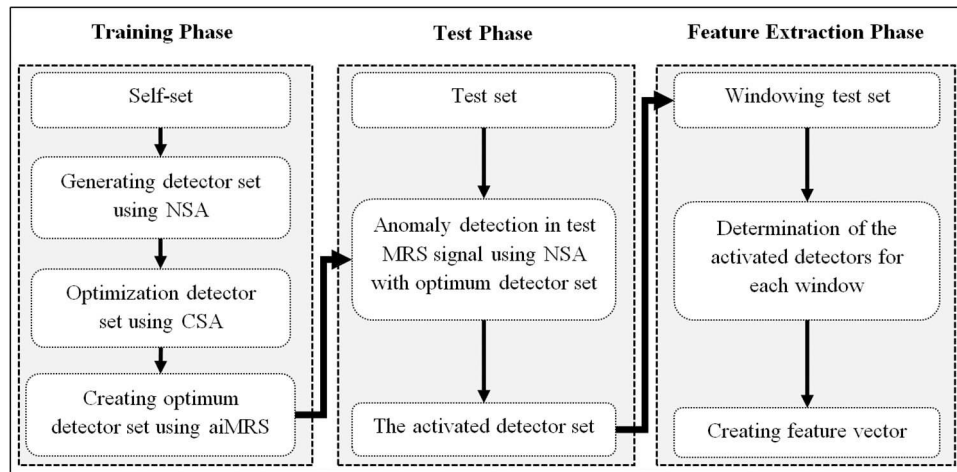 Training Phase
Self-set
Generating detector set
using NSA
Optimization detector
set using CSA
Creating optimum
detector set using aiMRS
Test Phase
Test set
Anomaly detection in test
MRS signal using NSA
with optimum detector set
The activated detector set
Feature Extraction Phase
Windowing test set
Determination of the
activated detectors for
each window
Creating feature vector